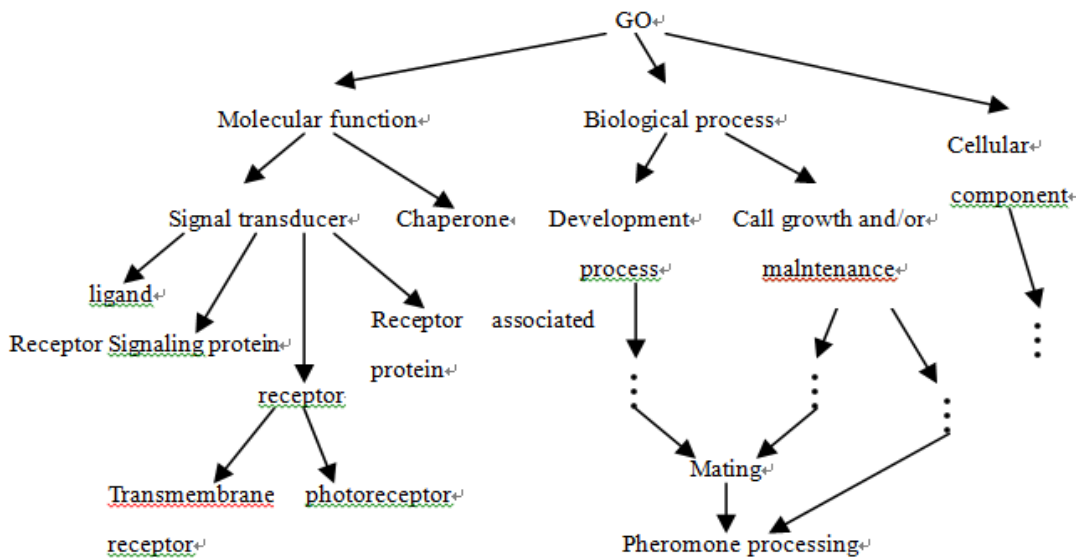 GO
Molecular function
Biological process
Cellular
component
Signal transducer
Chaperone
Development
process
Call growth and/or
malntenance
ligand
Receptor Signaling protein
Receptor associated
protein
receptor
Mating
Transmembrane
receptor
photoreceptor
Pheromone processing